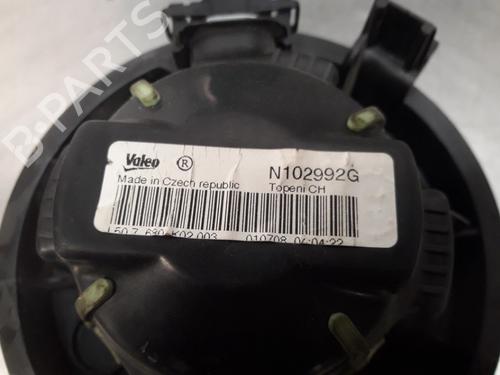 B-PARTS
Valeo ® N102992G
Made in Czech republic Topeni CH
010708 04:04:22